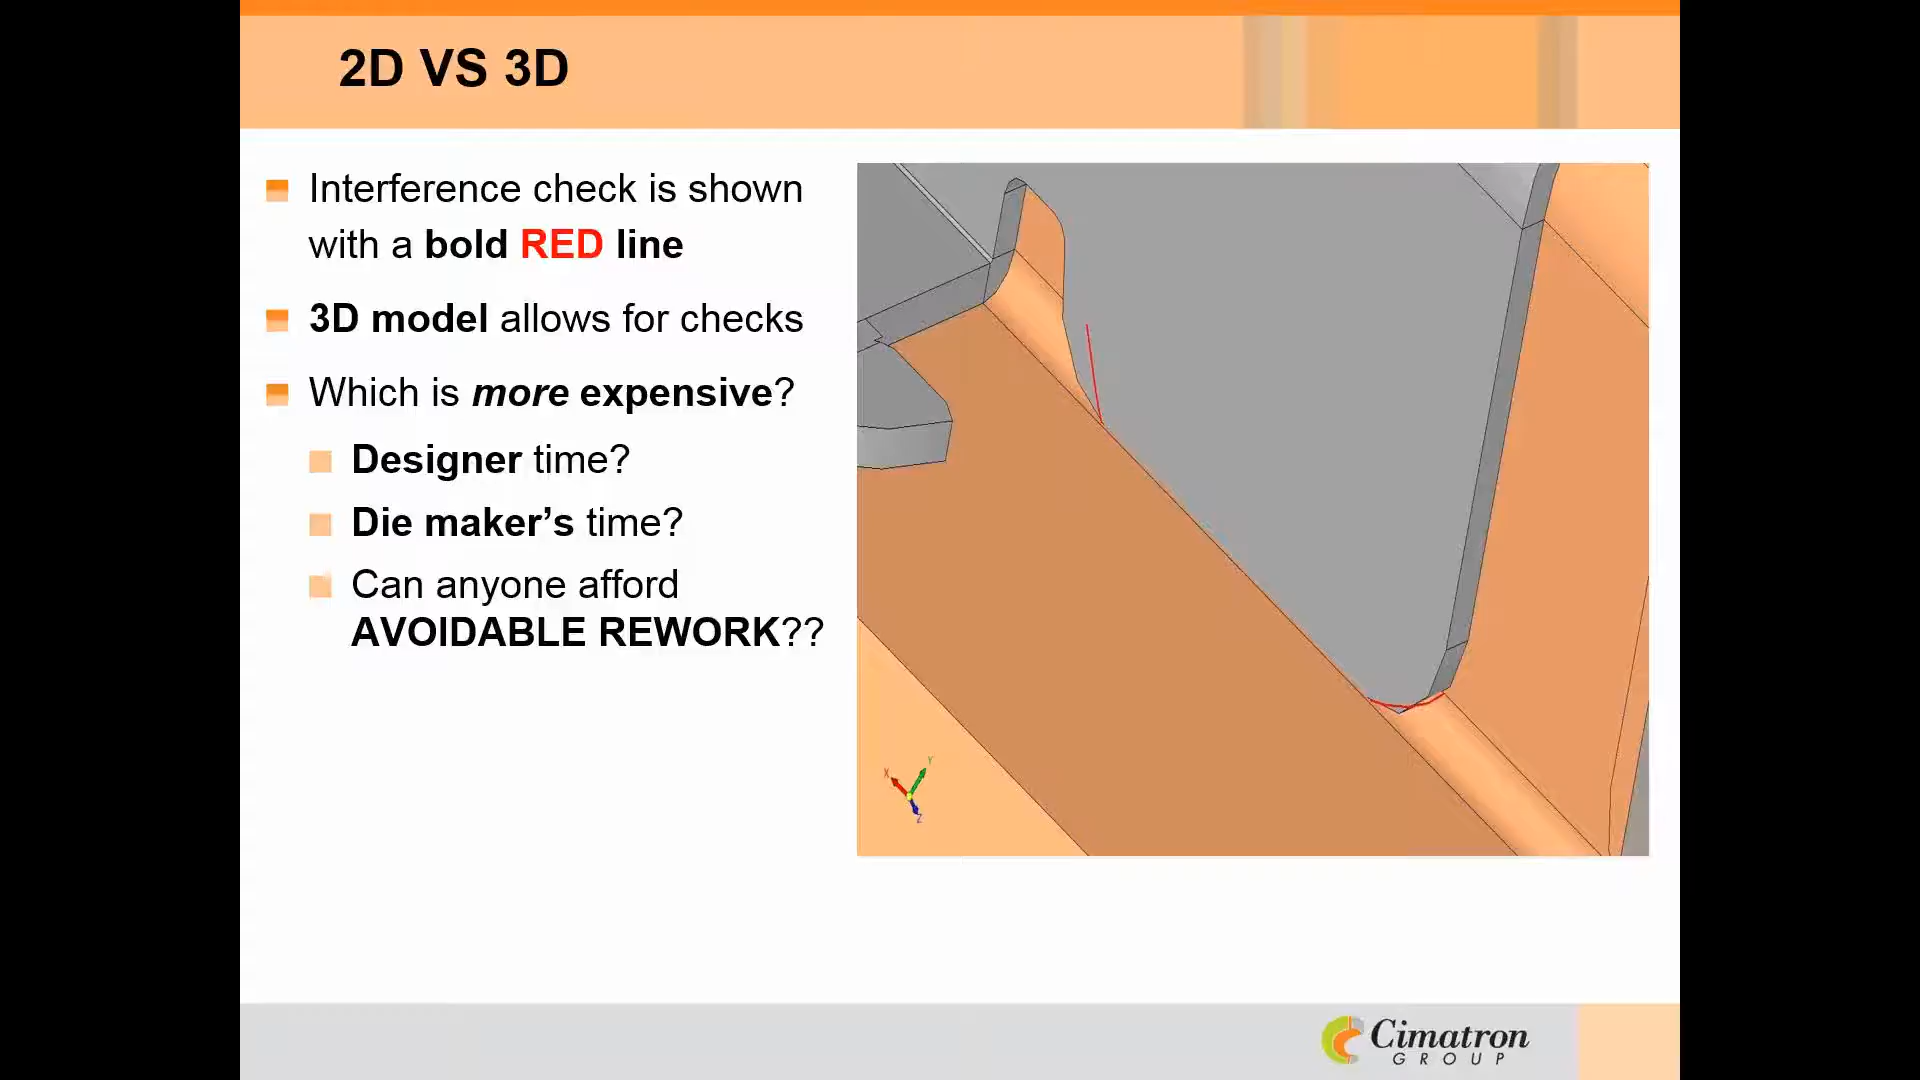 2D VS 3D
Interference check is shown
with a bold RED line
3D model allows for checks
Which is more expensive?
Designer time?
Die maker’s time?
Can anyone afford
AVOIDABLE REWORK??
X
Y
Z
Cimatron
GROUP